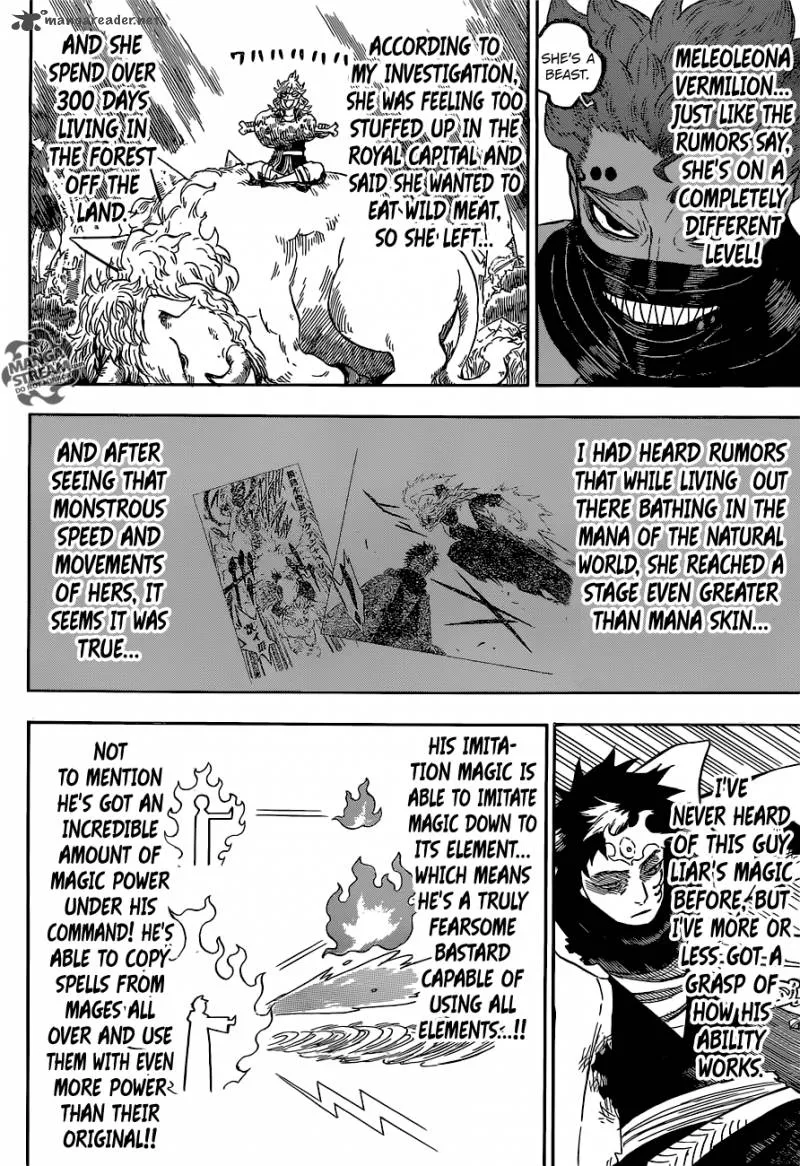 mangareader.net
MELEOLEONA
VERMILION...
JUST LIKE THE
RUMORS SAY,
SHE'S ON A
COMPLETELY
DIFFERENT
LEVEL!
SHE'S A
BEAST.
ACCORDING TO
MY INVESTIGATION,
SHE WAS FEELING TOO
STUFFED UP IN THE
ROYAL CAPITAL AND
SAID SHE WANTED TO
EAT WILD MEAT,
SO SHE LEFT...
ワハハハハハ
AND SHE
SPEND OVER
300 DAYS
LIVING IN
THE FOREST
OFF THE
LAND.
MANGA
STREAM
I HAD HEARD RUMORS
THAT WHILE LIVING OUT
THERE BATHING IN THE
MANA OF THE NATURAL
WORLD, SHE REACHED A
STAGE EVEN GREATER
THAN MANA SKIN...
AND AFTER
SEEING THAT
MONSTROUS
SPEED AND
MOVEMENTS
OF HERS, IT
SEEMS IT WAS
TRUE...
I'VE
NEVER HEARD
OF THIS GUY
LIAR'S MAGIC
BEFORE, BUT
I'VE MORE OR
LESS GOT A
GRASP OF
HOW HIS
ABILITY
WORKS.
HIS IMITA-
TION MAGIC IS
ABLE TO IMITATE
MAGIC DOWN TO
ITS ELEMENT...
WHICH MEANS
HE'S A TRULY
FEARSOME
BASTARD
CAPABLE OF
USING ALL
ELEMENTS...!!
NOT
TO MENTION
HE'S GOT AN
INCREDIBLE
AMOUNT OF
MAGIC POWER
UNDER HIS
COMMAND! HE'S
ABLE TO COPY
SPELLS FROM
MAGES ALL
OVER AND USE
THEM WITH EVEN
MORE POWER
THAN THEIR
ORIGINAL!!